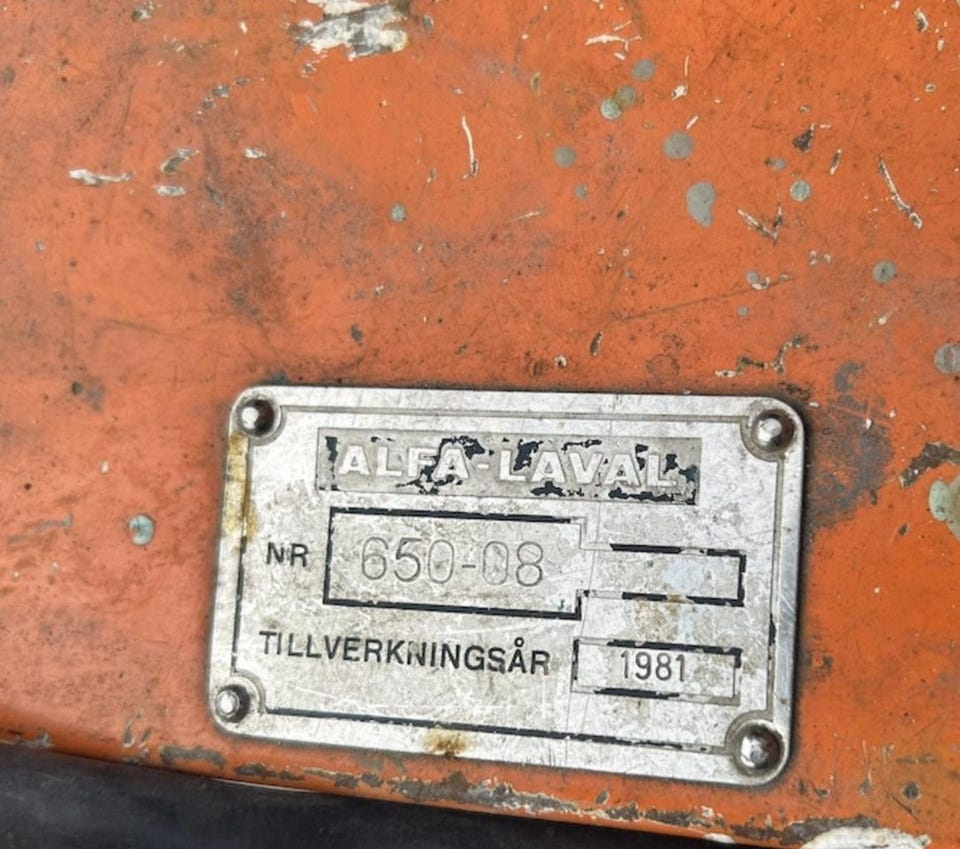 ALFA-LAVAL
NR 650-08
TILLVERKNINGSÅR 1981